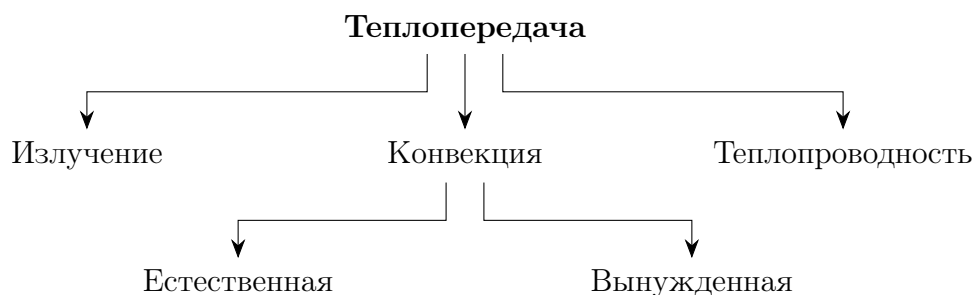 Теплопередача
Излучение Конвекция Теплопроводность
Естественная Вынужденная